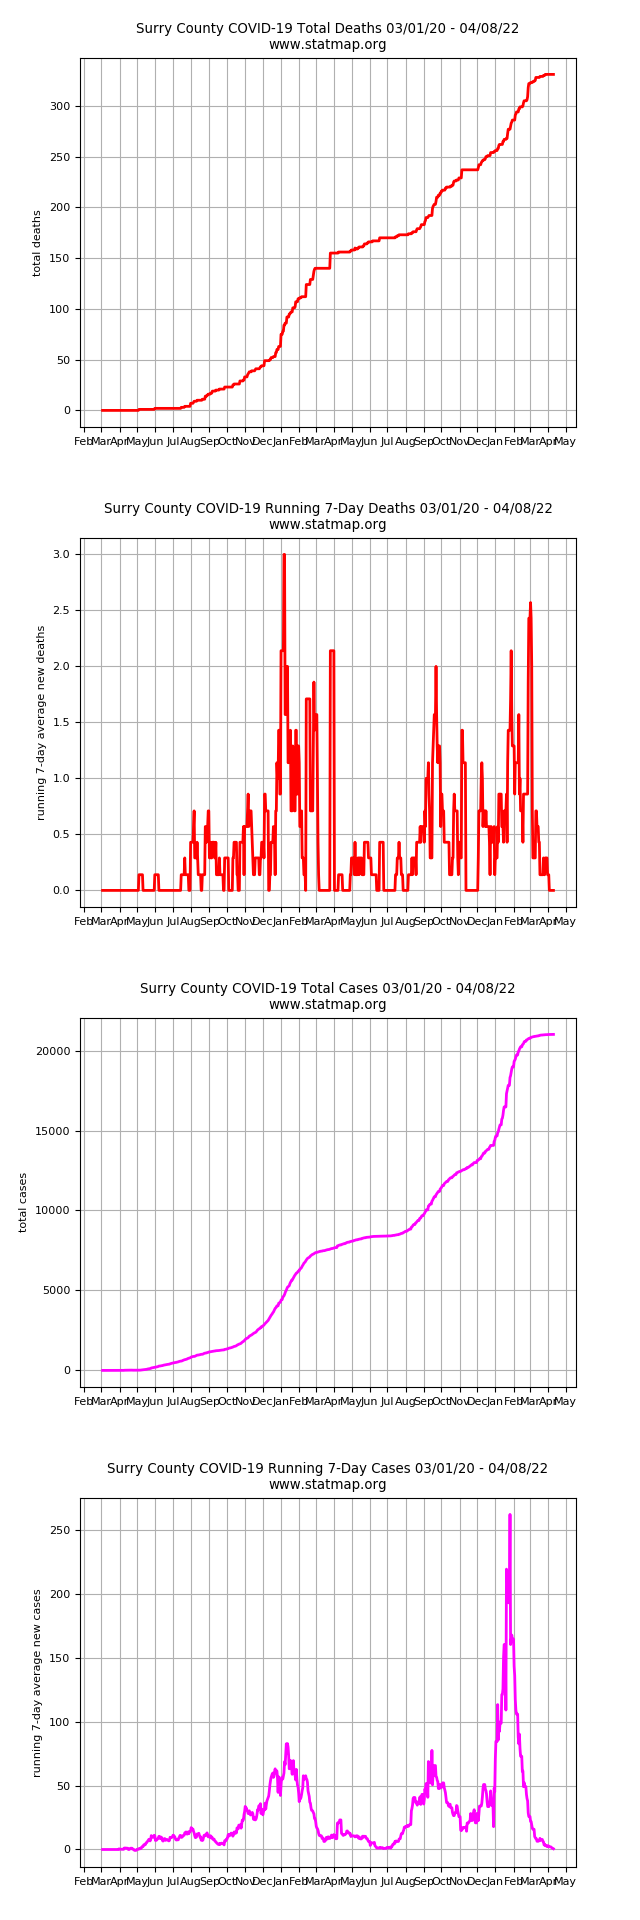 Surry County COVID-19 Total Deaths 03/01/20 - 04/08/22
www.statmap.org
300
250
200
150
100
50
0
total deaths
Feb Mar Apr May Jun Jul Aug Sep Oct Nov Dec Jan Feb Mar Apr May Jun Jul Aug Sep Oct Nov Dec Jan Feb Mar Apr May
Surry County COVID-19 Running 7-Day Deaths 03/01/20 - 04/08/22
www.statmap.org
3.0
2.5
2.0
1.5
1.0
0.5
0.0
running 7-day average new deaths
Feb Mar Apr May Jun Jul Aug Sep Oct Nov Dec Jan Feb Mar Apr May Jun Jul Aug Sep Oct Nov Dec Jan Feb Mar Apr May
Surry County COVID-19 Total Cases 03/01/20 - 04/08/22
www.statmap.org
20000
15000
10000
5000
0
total cases
Feb Mar Apr May Jun Jul Aug Sep Oct Nov Dec Jan Feb Mar Apr May Jun Jul Aug Sep Oct Nov Dec Jan Feb Mar Apr May
Surry County COVID-19 Running 7-Day Cases 03/01/20 - 04/08/22
www.statmap.org
250
200
150
100
50
0
running 7-day average new cases
Feb Mar Apr May Jun Jul Aug Sep Oct Nov Dec Jan Feb Mar Apr May Jun Jul Aug Sep Oct Nov Dec Jan Feb Mar Apr May